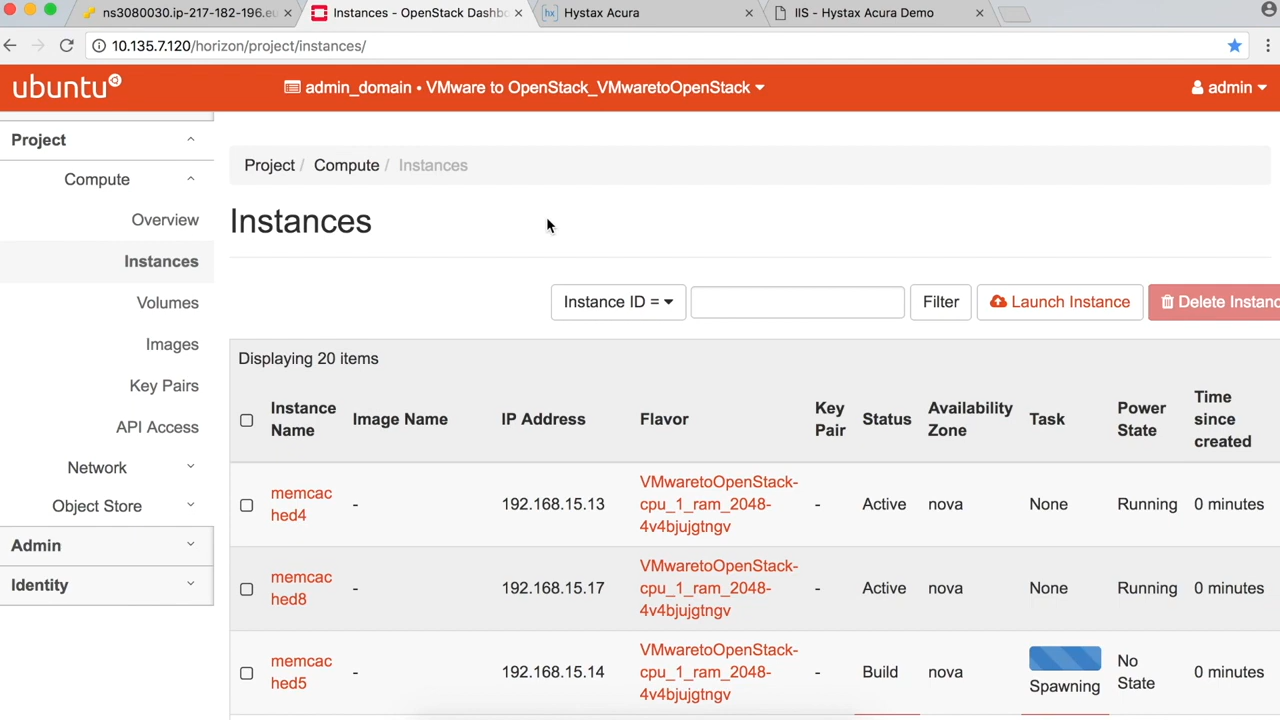 ns3080030.ip-217-182-196.eu
Instances - OpenStack Dashbo
hx Hystax Acura
IIS - Hystax Acura Demo
10.135.7.120/horizon/project/instances/
ubuntu
admin_domain • VMware to OpenStack_VMwaretoOpenStack
admin
Project
Compute
Overview
Instances
Volumes
Images
Key Pairs
API Access
Network
Object Store
Admin
Identity
Project / Compute / Instances
Instances
Instance ID =
Filter
Launch Instance
Delete Instanc
Displaying 20 items
Instance
Name
Image Name
IP Address
Flavor
Key
Pair
Status
Availability
Zone
Task
Power
State
Time
since
created
memcac
hed4
-
192.168.15.13
VMwaretoOpenStack-
cpu_1_ram_2048-
4v4bjujgtngv
-
Active
nova
None
Running
0 minutes
memcac
hed8
-
192.168.15.17
VMwaretoOpenStack-
cpu_1_ram_2048-
4v4bjujgtngv
-
Active
nova
None
Running
0 minutes
memcac
hed5
-
192.168.15.14
VMwaretoOpenStack-
cpu_1_ram_2048-
4v4bjujgtngv
-
Build
nova
Spawning
No
State
0 minutes